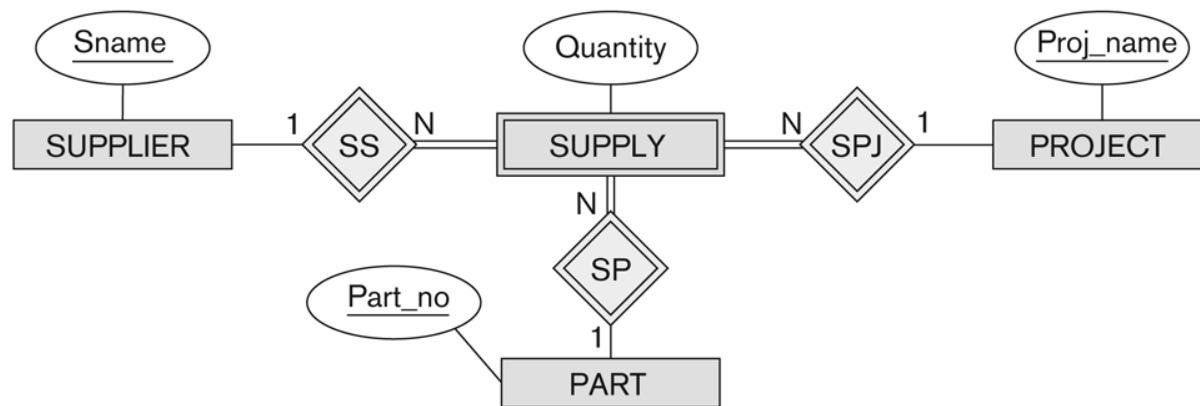 Sname
Quantity
Proj_name
SUPPLIER
1
SS
N
SUPPLY
N
SPJ
1
PROJECT
N
SP
Part_no
1
PART